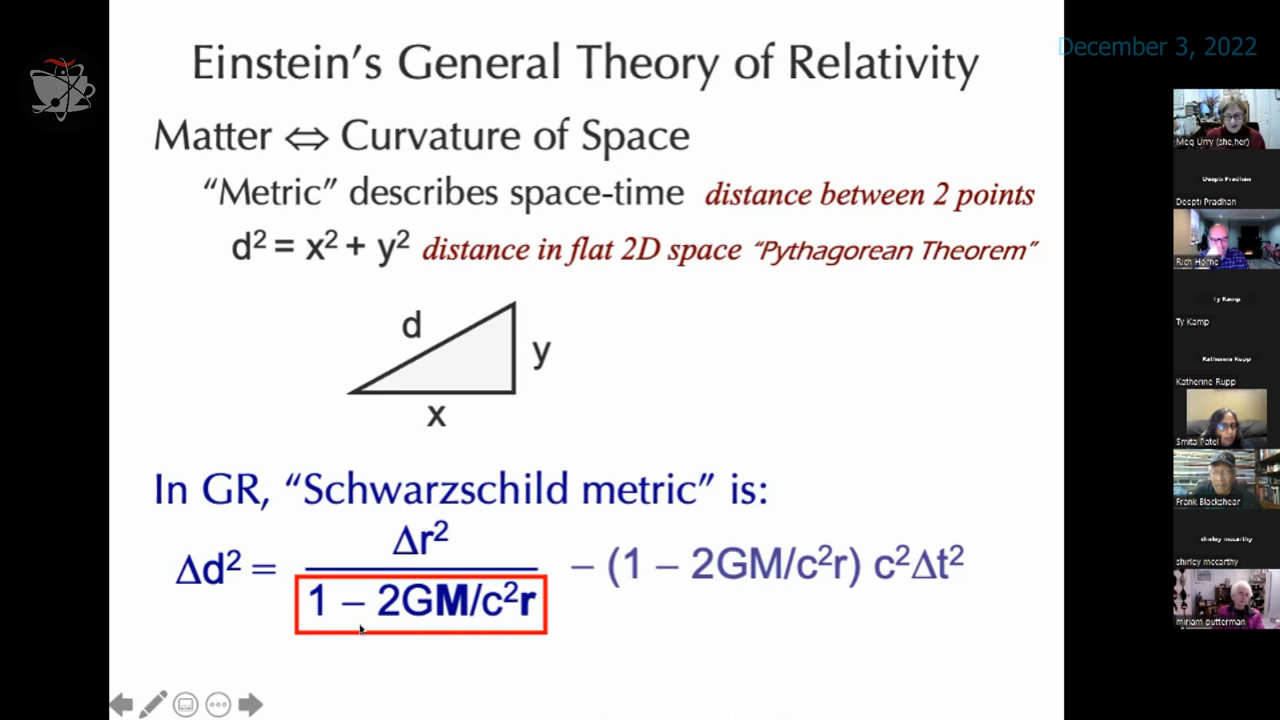 Einstein’s General Theory of Relativity
December 3, 2022
Matter ⇔ Curvature of Space
“Metric” describes space-time distance between 2 points
d² = x² + y² distance in flat 2D space “Pythagorean Theorem”
d
y
x
In GR, “Schwarzschild metric” is:
Δd² = Δr² / 1 – 2GM/c²r – (1 – 2GM/c²r) c²Δt²
Meg Urry (she,her)
Deepti Pradhan
Deepti Pradhan
Rich Horne
Ty Kamp
Ty Kamp
Katherine Rupp
Katherine Rupp
Smita Patel
Frank Blackshear
shirley mccarthy
shirley mccarthy
miriam putterman